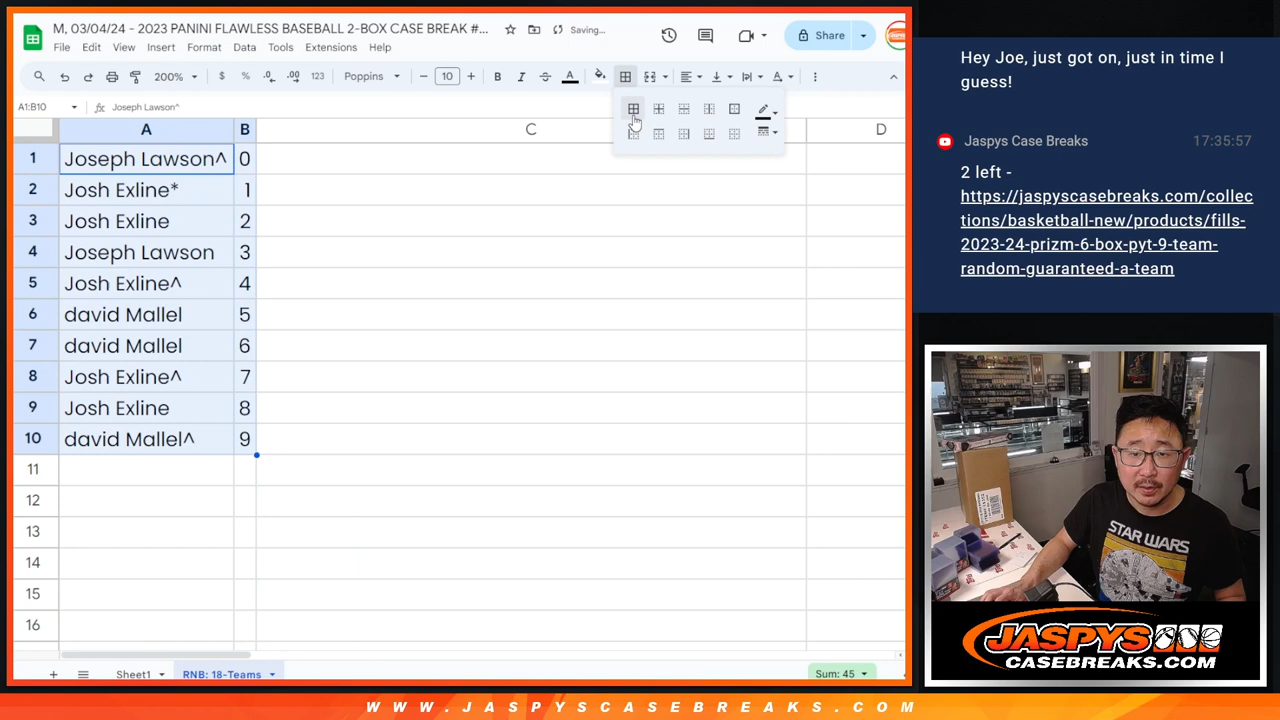 M, 03/04/24 - 2023 PANINI FLAWLESS BASEBALL 2-BOX CASE BREAK #...
Saving...
Share
File Edit View Insert Format Data Tools Extensions Help
200% $ % .0 .00 123 Poppins 10 B I A
A1:B10 fx Joseph Lawson^
A B C D
1 Joseph Lawson^ 0
2 Josh Exline* 1
3 Josh Exline 2
4 Joseph Lawson 3
5 Josh Exline^ 4
6 david Mallel 5
7 david Mallel 6
8 Josh Exline^ 7
9 Josh Exline 8
10 david Mallel^ 9
11
12
13
14
15
16
Sheet1 RNB: 18-Teams Sum: 45
Hey Joe, just got on, just in time I
guess!
Jaspys Case Breaks 17:35:57
2 left -
https://jaspyscasebreaks.com/collec
tions/basketball-new/products/fills-
2023-24-prizm-6-box-pyt-9-team-
random-guaranteed-a-team
STAR WARS
JASPYS
CASEBREAKS.COM
WWW.JASPYSCASEBREAKS.COM